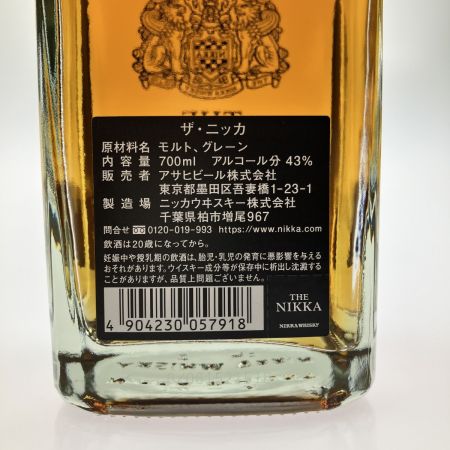 ザ・ニッカ
原材料名 モルト、グレーン
内容量 700ml アルコール分 43%
販売者 アサヒビール株式会社
東京都墨田区吾妻橋1-23-1
製造場 ニッカウヰスキー株式会社
千葉県柏市増尾967
問合せ 0120-019-993 https://www.nikka.com
飲酒は20歳になってから。
妊娠中や授乳期の飲酒は、胎児・乳児の発育に悪影響を与える
おそれがあります。ウイスキー成分等が保存中に析出し沈澱する
ことがありますが、品質上問題ございません。
4 904230 057918
THE
NIKKA
NIKKA WHISKY